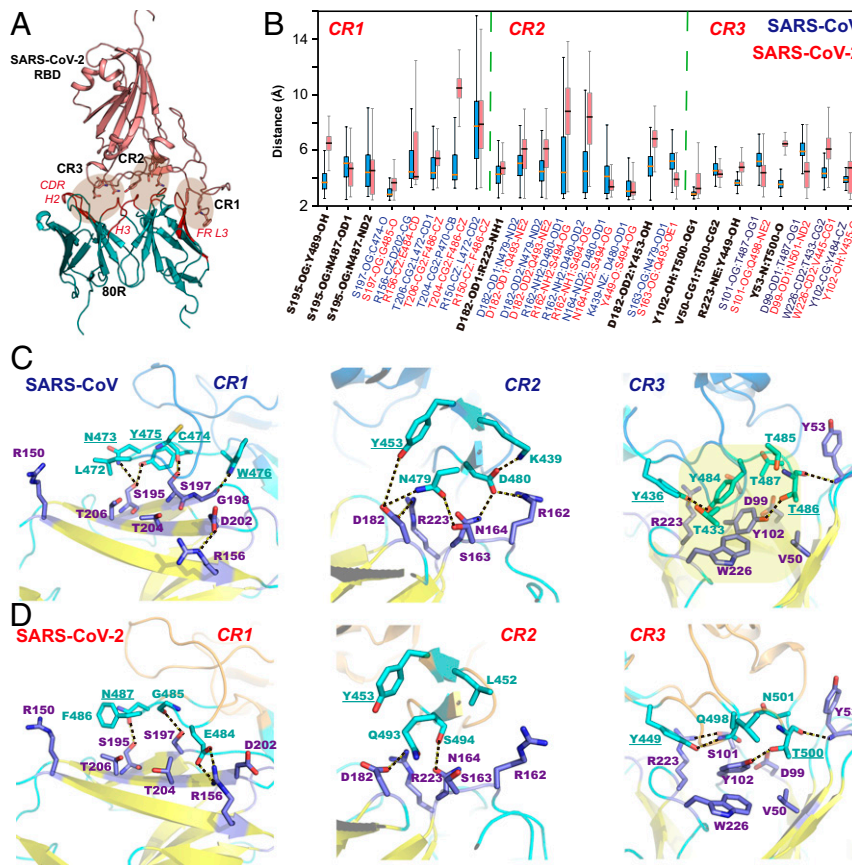 A
SARS-CoV-2
RBD
CR3
CR2
CR1
CDR
H2
H3
FR L3
80R
B
CR1
CR2
CR3
SARS-CoV
SARS-CoV-2
Distance (Å)
14
10
6
2
S195-OG:Y489-OH
S195-OG:N487-OD1
S195-OG:N487-ND2
S197-OG:C474-O
S197-OG:G485-O
R156-CZ:D202-CG
R156-CZ:E484-CD
T206-CG2:L472-CD1
T206-CG2:F486-CZ
T204-CG2:P470-CB
T204-CG2:F486-CZ
R150-CZ: L472-CD1
R150-CZ: F486-CZ
D182-OD1:R223-NH1
D182-OD1:N479-ND2
D182-OD1:Q493-NE2
D182-OD2:N479-ND2
D182-OD2:Q493-NE2
R162-NH2:D480-OD1
R162-NH2:S494-OG
R162-NH1:D480-OD2
R162-NH1:S494-OG
N164-ND2: D480-OD1
N164-ND2:S494-OG
K439-NZ: D480-OD1
Y449-OH:S494-OG
D182-OD2:Y453-OH
S163-OG:N479-OD1
S163-OG:Q493-OE1
Y102-OH:T500-OG1
V50-CG1:T500-CG2
R223-NE:Y449-OH
S101-OG:T487-OG1
S101-OG:Q498-NE2
Y53-N:T500-O
D99-OD1:T487-OG1
D99-OD1:N501-ND2
W226-CD2:T433-CG2
Y102-OH:Y484-CZ
C
SARS-CoV
CR1
R150
N473
L472
Y475
C474
W476
S195
S197
G198
T206
T204
D202
R156
CR2
Y453
K439
N479
D480
D182
R223
N164
S163
R162
CR3
Y53
T485
Y484
T487
Y436
D99
T486
R223
T433
Y102
V50
W226
D
SARS-CoV-2
CR1
N487
G485
R150
F486
E484
S195
S197
D202
T206
T204
R156
CR2
L452
Y453
Q493
S494
N164
D182
R223
S163
R162
CR3
N501
Q498
Y449
T500
R223
S101
Y102
D99
V50
W226